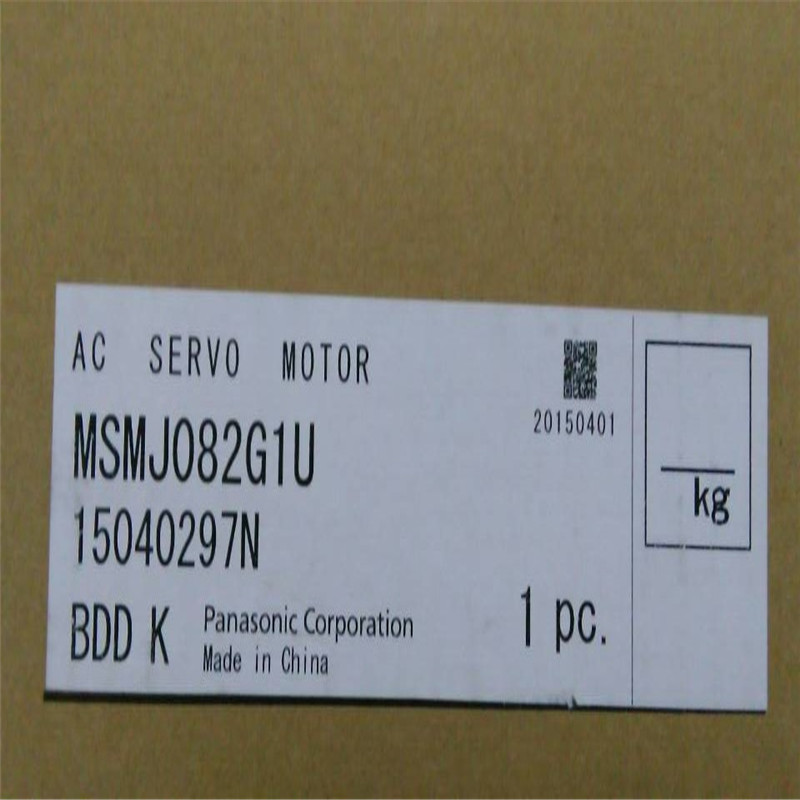 AC SERVO MOTOR
20150401
MSMJ082G1U
15040297N
BDD K
Panasonic Corporation
Made in China
1 pc.
kg